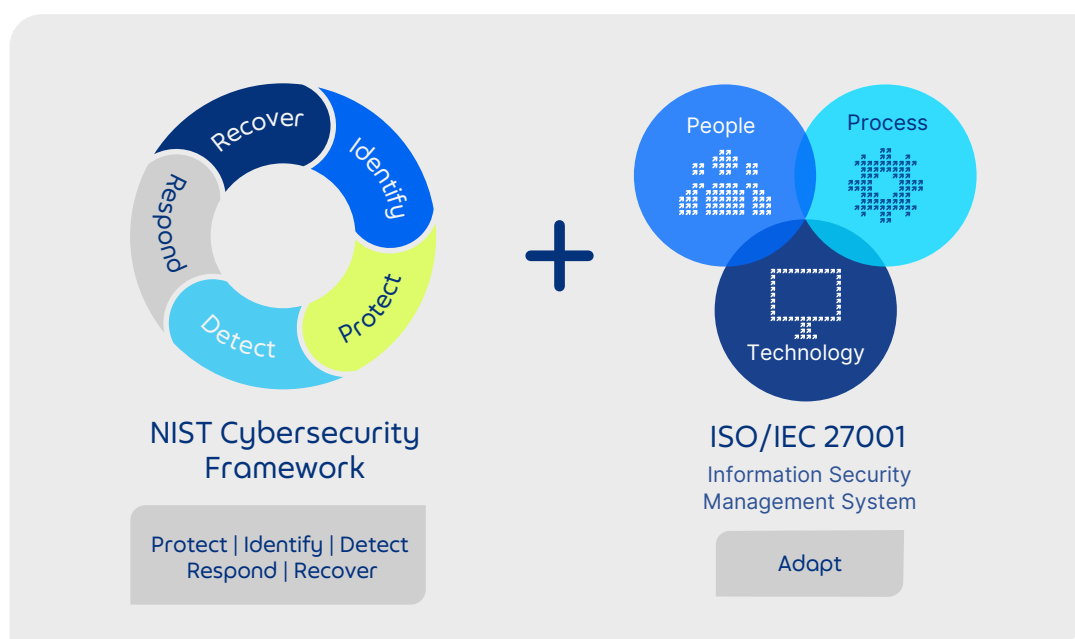 Recover
Identify
Protect
Detect
Respond
NIST Cybersecurity
Framework
Protect | Identify | Detect
Respond | Recover
People
Process
Technology
ISO/IEC 27001
Information Security
Management System
Adapt